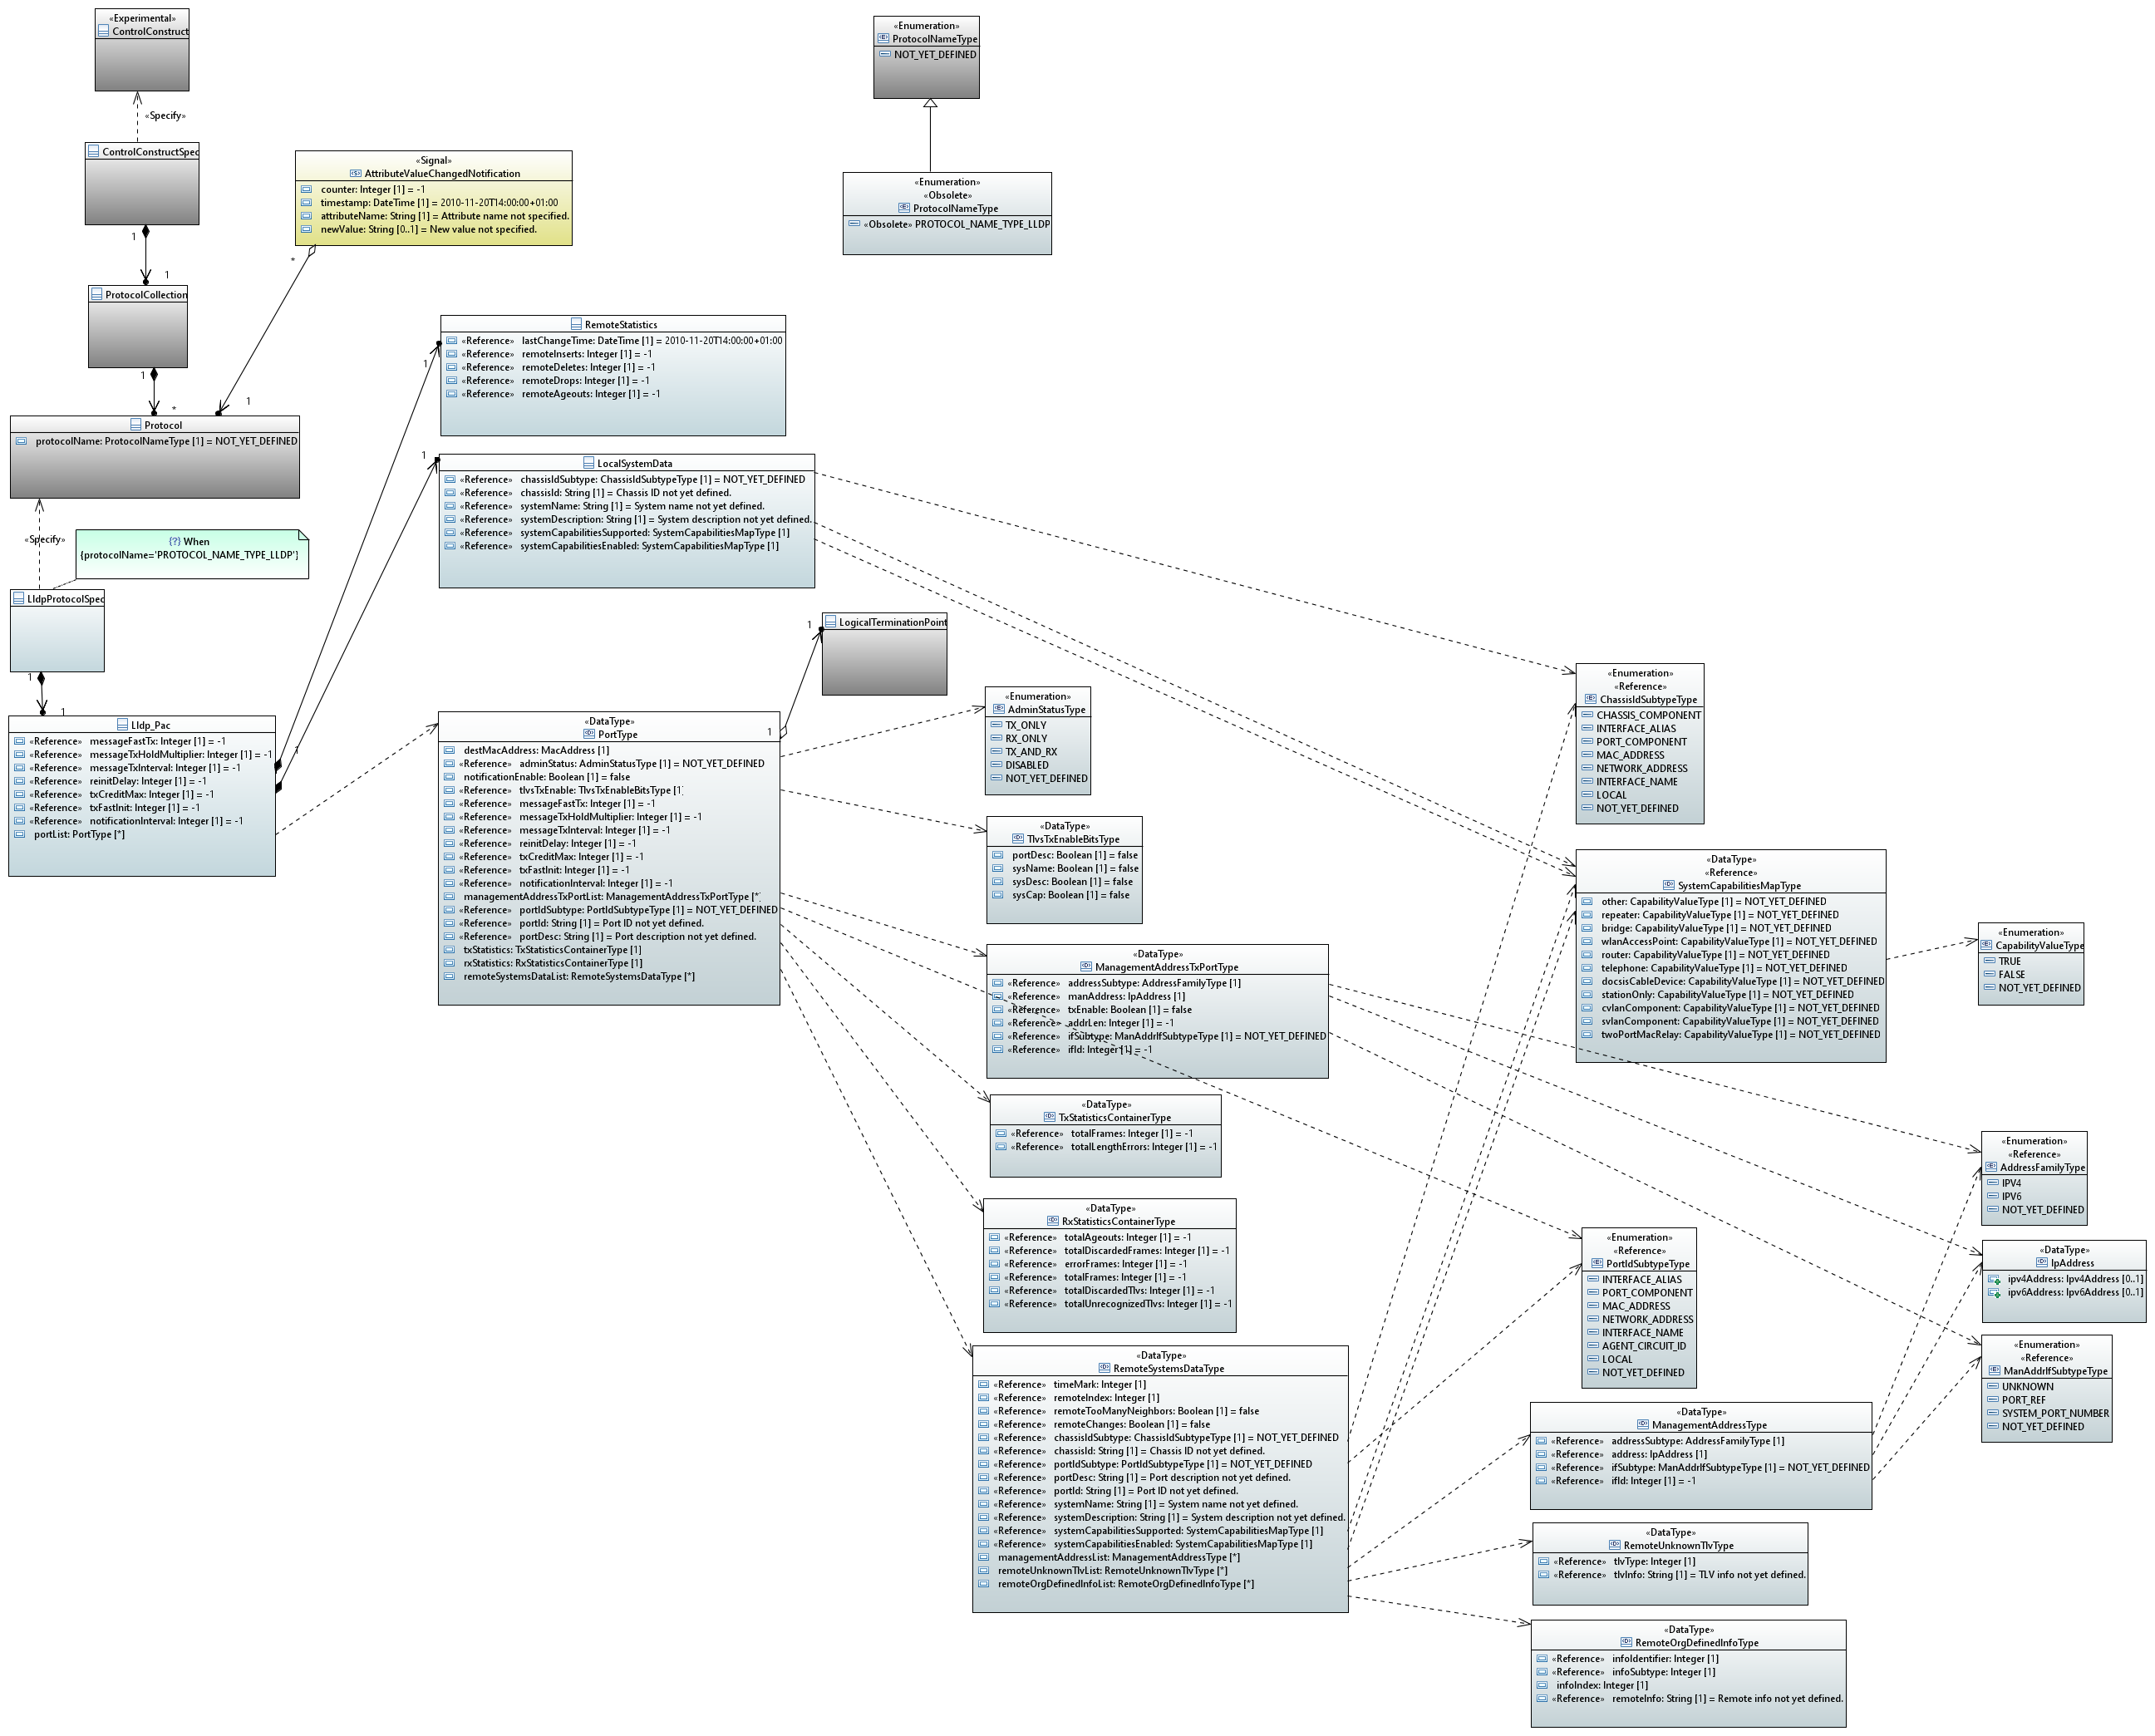 «Experimental»
ControlConstruct
«Specify»
ControlConstructSpec
1
1
ProtocolCollection
1
*
«Signal»
AttributeValueChangedNotification
counter: Integer [1] = -1
timestamp: DateTime [1] = 2010-11-20T14:00:00+01:00
attributeName: String [1] = Attribute name not specified.
newValue: String [0..1] = New value not specified.
*
1
Protocol
protocolName: ProtocolNameType [1] = NOT_YET_DEFINED
«Specify»
{?} When
{protocolName='PROTOCOL_NAME_TYPE_LLDP'}
LldpProtocolSpec
1
1
Lldp_Pac
«Reference» messageFastTx: Integer [1] = -1
«Reference» messageTxHoldMultiplier: Integer [1] = -1
«Reference» messageTxInterval: Integer [1] = -1
«Reference» reinitDelay: Integer [1] = -1
«Reference» txCreditMax: Integer [1] = -1
«Reference» txFastInit: Integer [1] = -1
«Reference» notificationInterval: Integer [1] = -1
portList: PortType [*]
1
1
1
1
«Enumeration»
ProtocolNameType
NOT_YET_DEFINED
«Enumeration»
«Obsolete»
ProtocolNameType
«Obsolete» PROTOCOL_NAME_TYPE_LLDP
RemoteStatistics
«Reference» lastChangeTime: DateTime [1] = 2010-11-20T14:00:00+01:00
«Reference» remoteInserts: Integer [1] = -1
«Reference» remoteDeletes: Integer [1] = -1
«Reference» remoteDrops: Integer [1] = -1
«Reference» remoteAgeouts: Integer [1] = -1
LocalSystemData
«Reference» chassisIdSubtype: ChassisIdSubtypeType [1] = NOT_YET_DEFINED
«Reference» chassisId: String [1] = Chassis ID not yet defined.
«Reference» systemName: String [1] = System name not yet defined.
«Reference» systemDescription: String [1] = System description not yet defined.
«Reference» systemCapabilitiesSupported: SystemCapabilitiesMapType [1]
«Reference» systemCapabilitiesEnabled: SystemCapabilitiesMapType [1]
1
LogicalTerminationPoint
1
«DataType»
PortType
destMacAddress: MacAddress [1]
«Reference» adminStatus: AdminStatusType [1] = NOT_YET_DEFINED
notificationEnable: Boolean [1] = false
«Reference» tlvsTxEnable: TlvsTxEnableBitsType [1]
«Reference» messageFastTx: Integer [1] = -1
«Reference» messageTxHoldMultiplier: Integer [1] = -1
«Reference» messageTxInterval: Integer [1] = -1
«Reference» reinitDelay: Integer [1] = -1
«Reference» txCreditMax: Integer [1] = -1
«Reference» txFastInit: Integer [1] = -1
«Reference» notificationInterval: Integer [1] = -1
managementAddressTxPortList: ManagementAddressTxPortType [*]
«Reference» portIdSubtype: PortIdSubtypeType [1] = NOT_YET_DEFINED
«Reference» portId: String [1] = Port ID not yet defined.
«Reference» portDesc: String [1] = Port description not yet defined.
txStatistics: TxStatisticsContainerType [1]
rxStatistics: RxStatisticsContainerType [1]
remoteSystemsDataList: RemoteSystemsDataType [*]
«Enumeration»
AdminStatusType
TX_ONLY
RX_ONLY
TX_AND_RX
DISABLED
NOT_YET_DEFINED
«DataType»
TlvsTxEnableBitsType
portDesc: Boolean [1] = false
sysName: Boolean [1] = false
sysDesc: Boolean [1] = false
sysCap: Boolean [1] = false
«DataType»
ManagementAddressTxPortType
«Reference» addressSubtype: AddressFamilyType [1]
«Reference» manAddress: IpAddress [1]
«Reference» txEnable: Boolean [1] = false
«Reference» addrLen: Integer [1] = -1
«Reference» ifSubtype: ManAddrIfSubtypeType [1] = NOT_YET_DEFINED
«Reference» ifId: Integer [1] = -1
«DataType»
TxStatisticsContainerType
«Reference» totalFrames: Integer [1] = -1
«Reference» totalLengthErrors: Integer [1] = -1
«DataType»
RxStatisticsContainerType
«Reference» totalAgeouts: Integer [1] = -1
«Reference» totalDiscardedFrames: Integer [1] = -1
«Reference» errorFrames: Integer [1] = -1
«Reference» totalFrames: Integer [1] = -1
«Reference» totalDiscardedTlvs: Integer [1] = -1
«Reference» totalUnrecognizedTlvs: Integer [1] = -1
«DataType»
RemoteSystemsDataType
«Reference» timeMark: Integer [1]
«Reference» remoteIndex: Integer [1]
«Reference» remoteTooManyNeighbors: Boolean [1] = false
«Reference» remoteChanges: Boolean [1] = false
«Reference» chassisIdSubtype: ChassisIdSubtypeType [1] = NOT_YET_DEFINED
«Reference» chassisId: String [1] = Chassis ID not yet defined.
«Reference» portIdSubtype: PortIdSubtypeType [1] = NOT_YET_DEFINED
«Reference» portDesc: String [1] = Port description not yet defined.
«Reference» portId: String [1] = Port ID not yet defined.
«Reference» systemName: String [1] = System name not yet defined.
«Reference» systemDescription: String [1] = System description not yet defined.
«Reference» systemCapabilitiesSupported: SystemCapabilitiesMapType [1]
«Reference» systemCapabilitiesEnabled: SystemCapabilitiesMapType [1]
managementAddressList: ManagementAddressType [*]
remoteUnknownTlvList: RemoteUnknownTlvType [*]
remoteOrgDefinedInfoList: RemoteOrgDefinedInfoType [*]
«Enumeration»
«Reference»
ChassisIdSubtypeType
CHASSIS_COMPONENT
INTERFACE_ALIAS
PORT_COMPONENT
MAC_ADDRESS
NETWORK_ADDRESS
INTERFACE_NAME
LOCAL
NOT_YET_DEFINED
«DataType»
«Reference»
SystemCapabilitiesMapType
other: CapabilityValueType [1] = NOT_YET_DEFINED
repeater: CapabilityValueType [1] = NOT_YET_DEFINED
bridge: CapabilityValueType [1] = NOT_YET_DEFINED
wlanAccessPoint: CapabilityValueType [1] = NOT_YET_DEFINED
router: CapabilityValueType [1] = NOT_YET_DEFINED
telephone: CapabilityValueType [1] = NOT_YET_DEFINED
docsisCableDevice: CapabilityValueType [1] = NOT_YET_DEFINED
stationOnly: CapabilityValueType [1] = NOT_YET_DEFINED
cvlanComponent: CapabilityValueType [1] = NOT_YET_DEFINED
svlanComponent: CapabilityValueType [1] = NOT_YET_DEFINED
twoPortMacRelay: CapabilityValueType [1] = NOT_YET_DEFINED
«Enumeration»
CapabilityValueType
TRUE
FALSE
NOT_YET_DEFINED
«Enumeration»
«Reference»
AddressFamilyType
IPV4
IPV6
NOT_YET_DEFINED
«Enumeration»
«Reference»
PortIdSubtypeType
INTERFACE_ALIAS
PORT_COMPONENT
MAC_ADDRESS
NETWORK_ADDRESS
INTERFACE_NAME
AGENT_CIRCUIT_ID
LOCAL
NOT_YET_DEFINED
«DataType»
IpAddress
ipv4Address: Ipv4Address [0..1]
ipv6Address: Ipv6Address [0..1]
«Enumeration»
«Reference»
ManAddrIfSubtypeType
UNKNOWN
PORT_REF
SYSTEM_PORT_NUMBER
NOT_YET_DEFINED
«DataType»
ManagementAddressType
«Reference» addressSubtype: AddressFamilyType [1]
«Reference» address: IpAddress [1]
«Reference» ifSubtype: ManAddrIfSubtypeType [1] = NOT_YET_DEFINED
«Reference» ifId: Integer [1] = -1
«DataType»
RemoteUnknownTlvType
«Reference» tlvType: Integer [1]
«Reference» tlvInfo: String [1] = TLV info not yet defined.
«DataType»
RemoteOrgDefinedInfoType
«Reference» infoIdentifier: Integer [1]
«Reference» infoSubtype: Integer [1]
infoIndex: Integer [1]
«Reference» remoteInfo: String [1] = Remote info not yet defined.